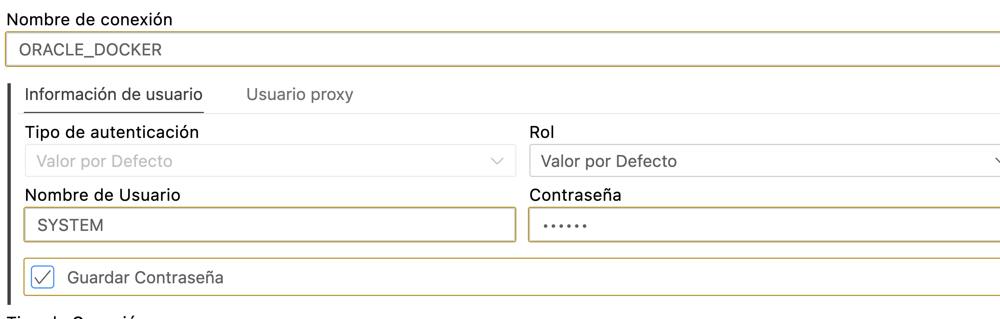 Nombre de conexión
ORACLE_DOCKER
Información de usuario Usuario proxy
Tipo de autenticación Rol
Valor por Defecto Valor por Defecto
Nombre de Usuario Contraseña
SYSTEM ••••••
Guardar Contraseña